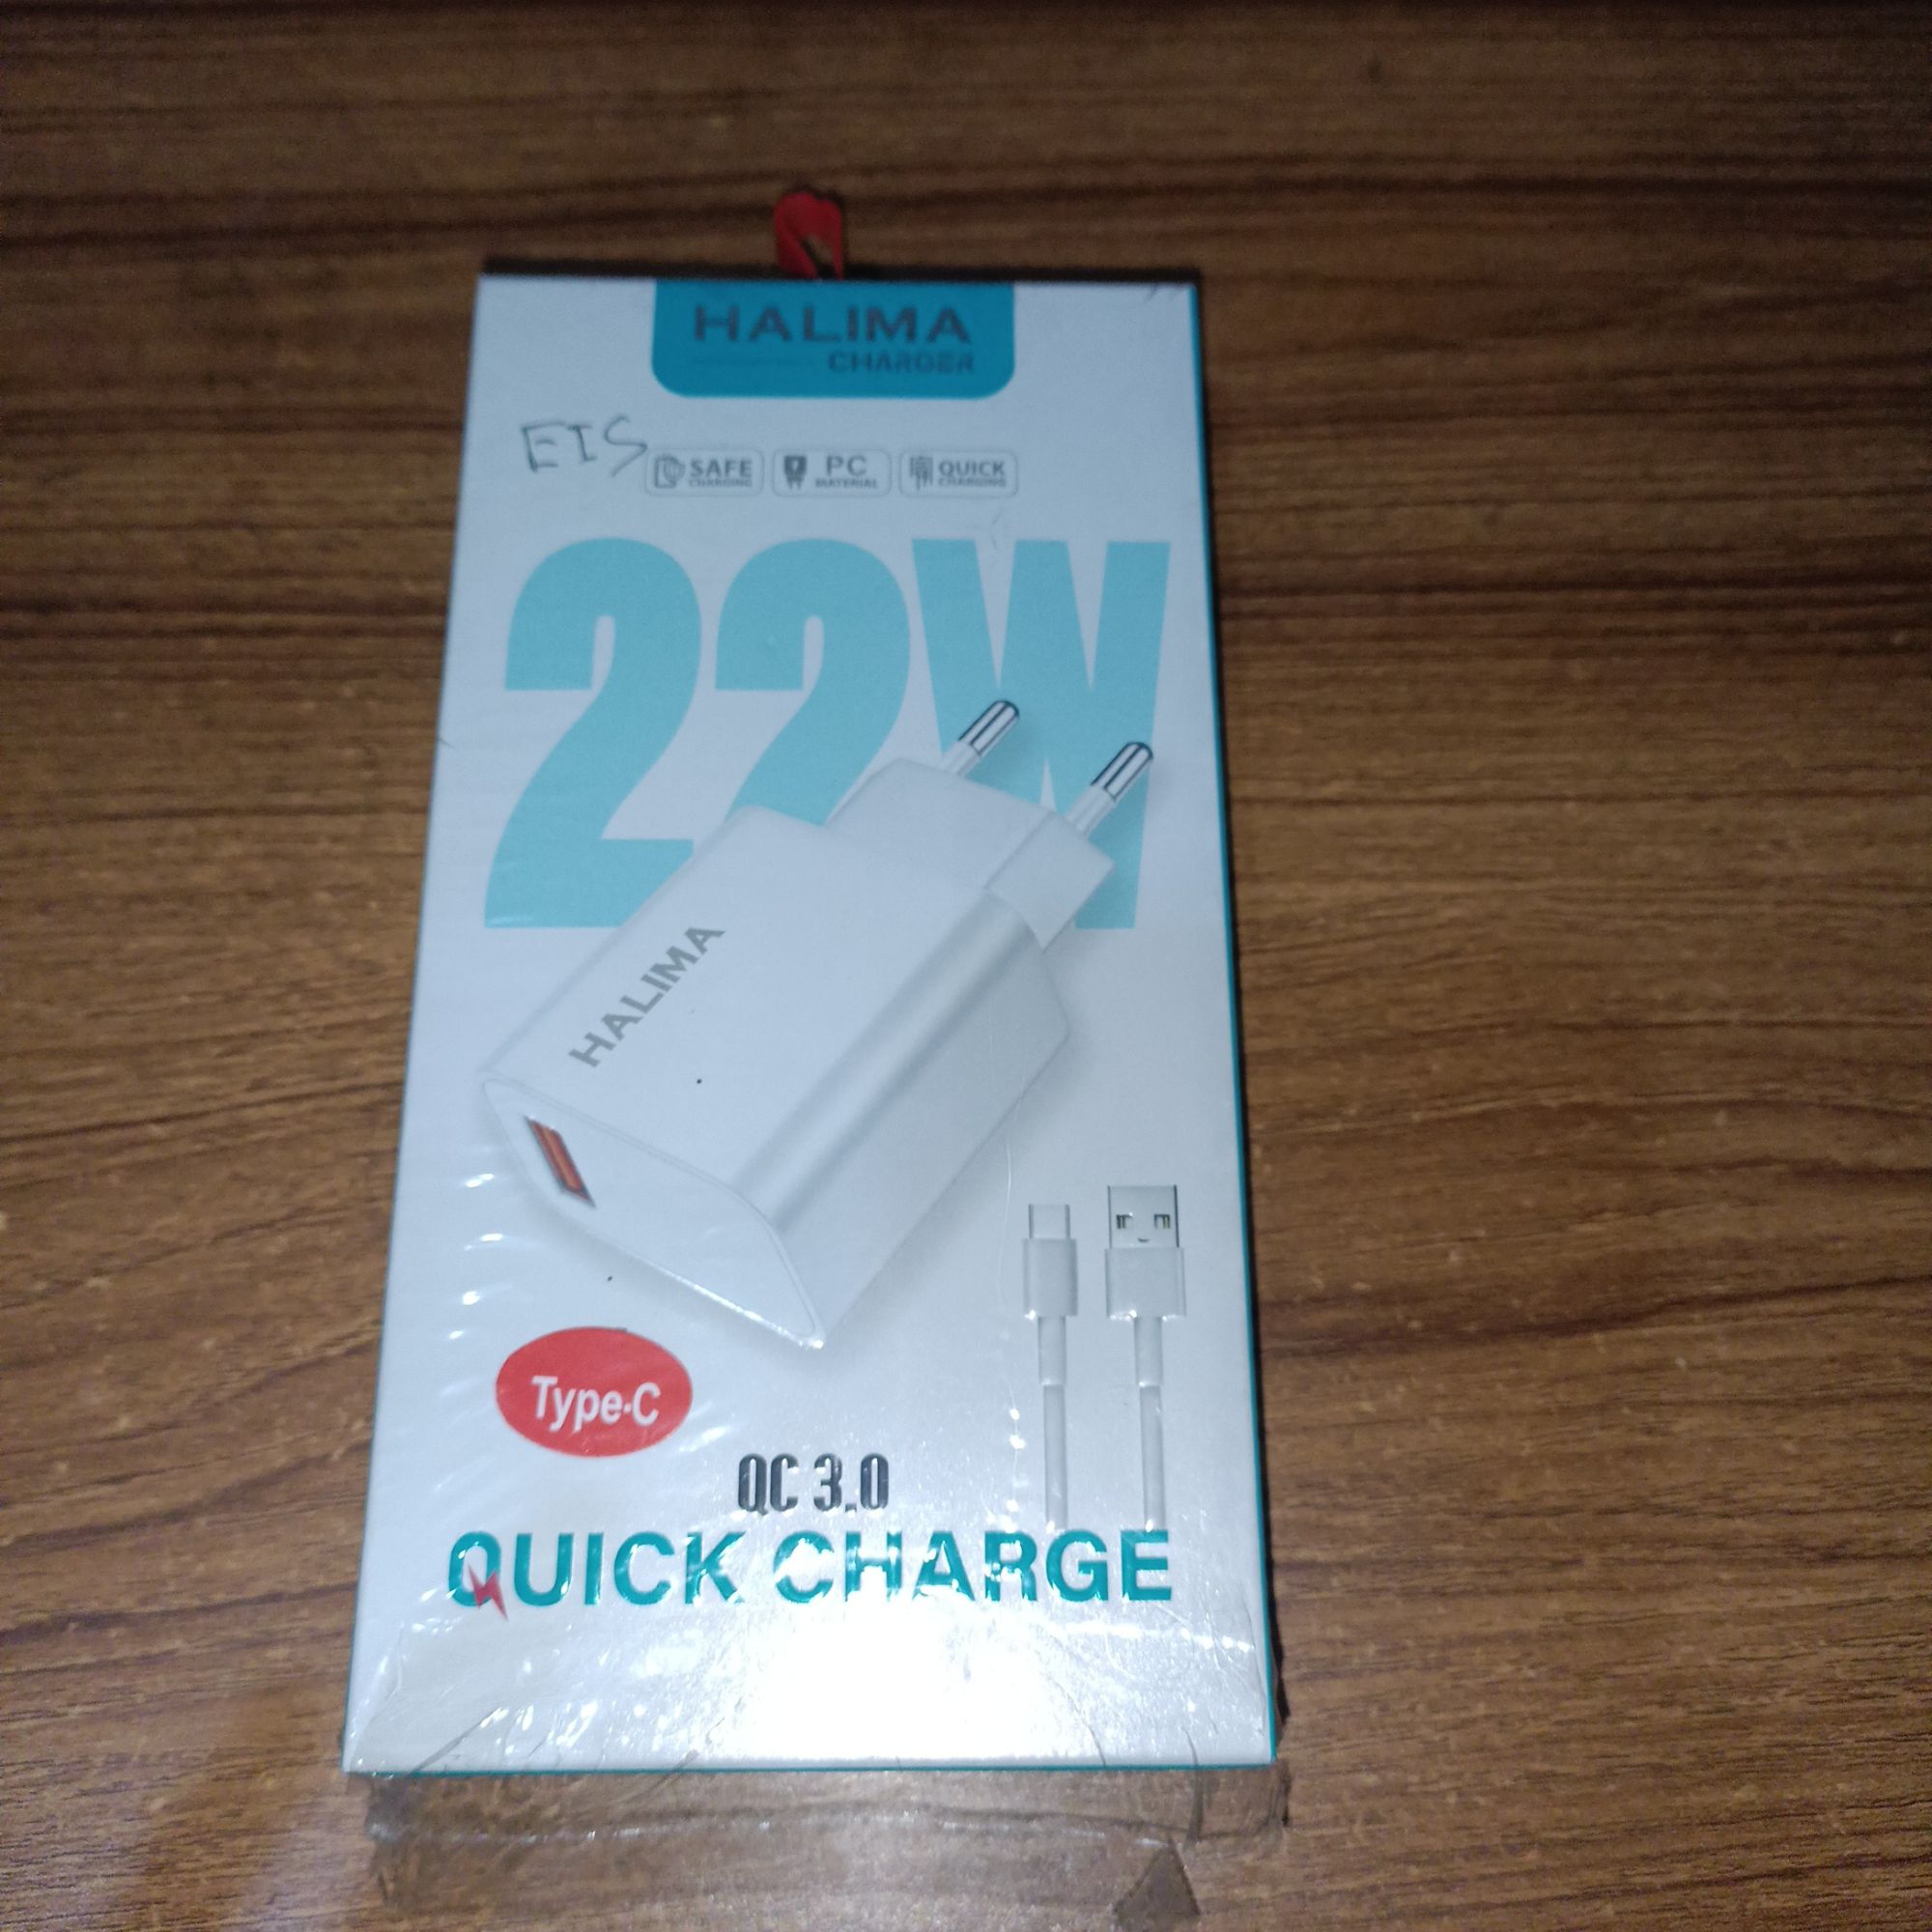 HALIMA
CHARGER
EIS
SAFE
CHARGING
PC
MATERIAL
QUICK
CHARGING
22W
HALIMA
Type-C
QC 3.0
QUICK CHARGE